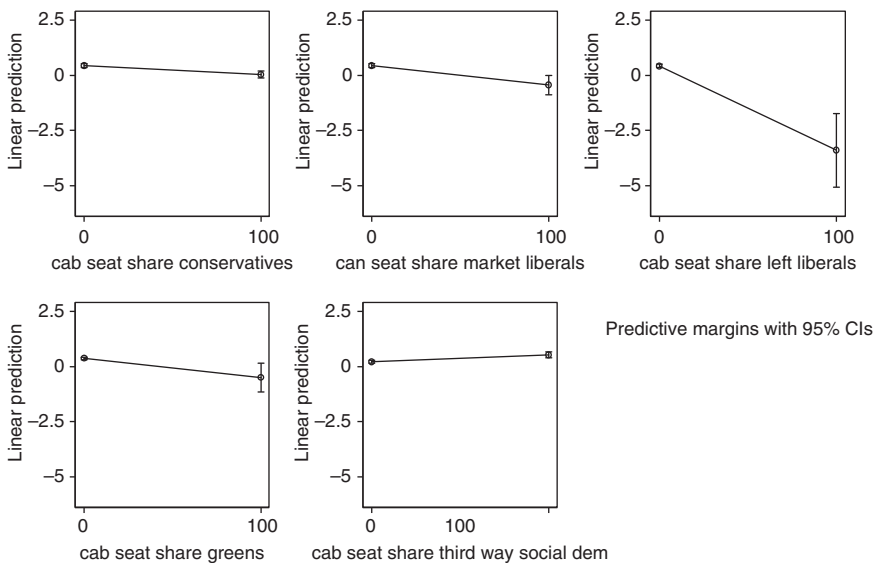 2.5
0
−2.5
−5
Linear prediction
0 100
cab seat share conservatives
2.5
0
−2.5
−5
Linear prediction
0 100
can seat share market liberals
2.5
0
−2.5
−5
Linear prediction
0 100
cab seat share left liberals
2.5
0
−2.5
−5
Linear prediction
0 100
cab seat share greens
2.5
0
−2.5
−5
Linear prediction
0 100
cab seat share third way social dem
Predictive margins with 95% CIs